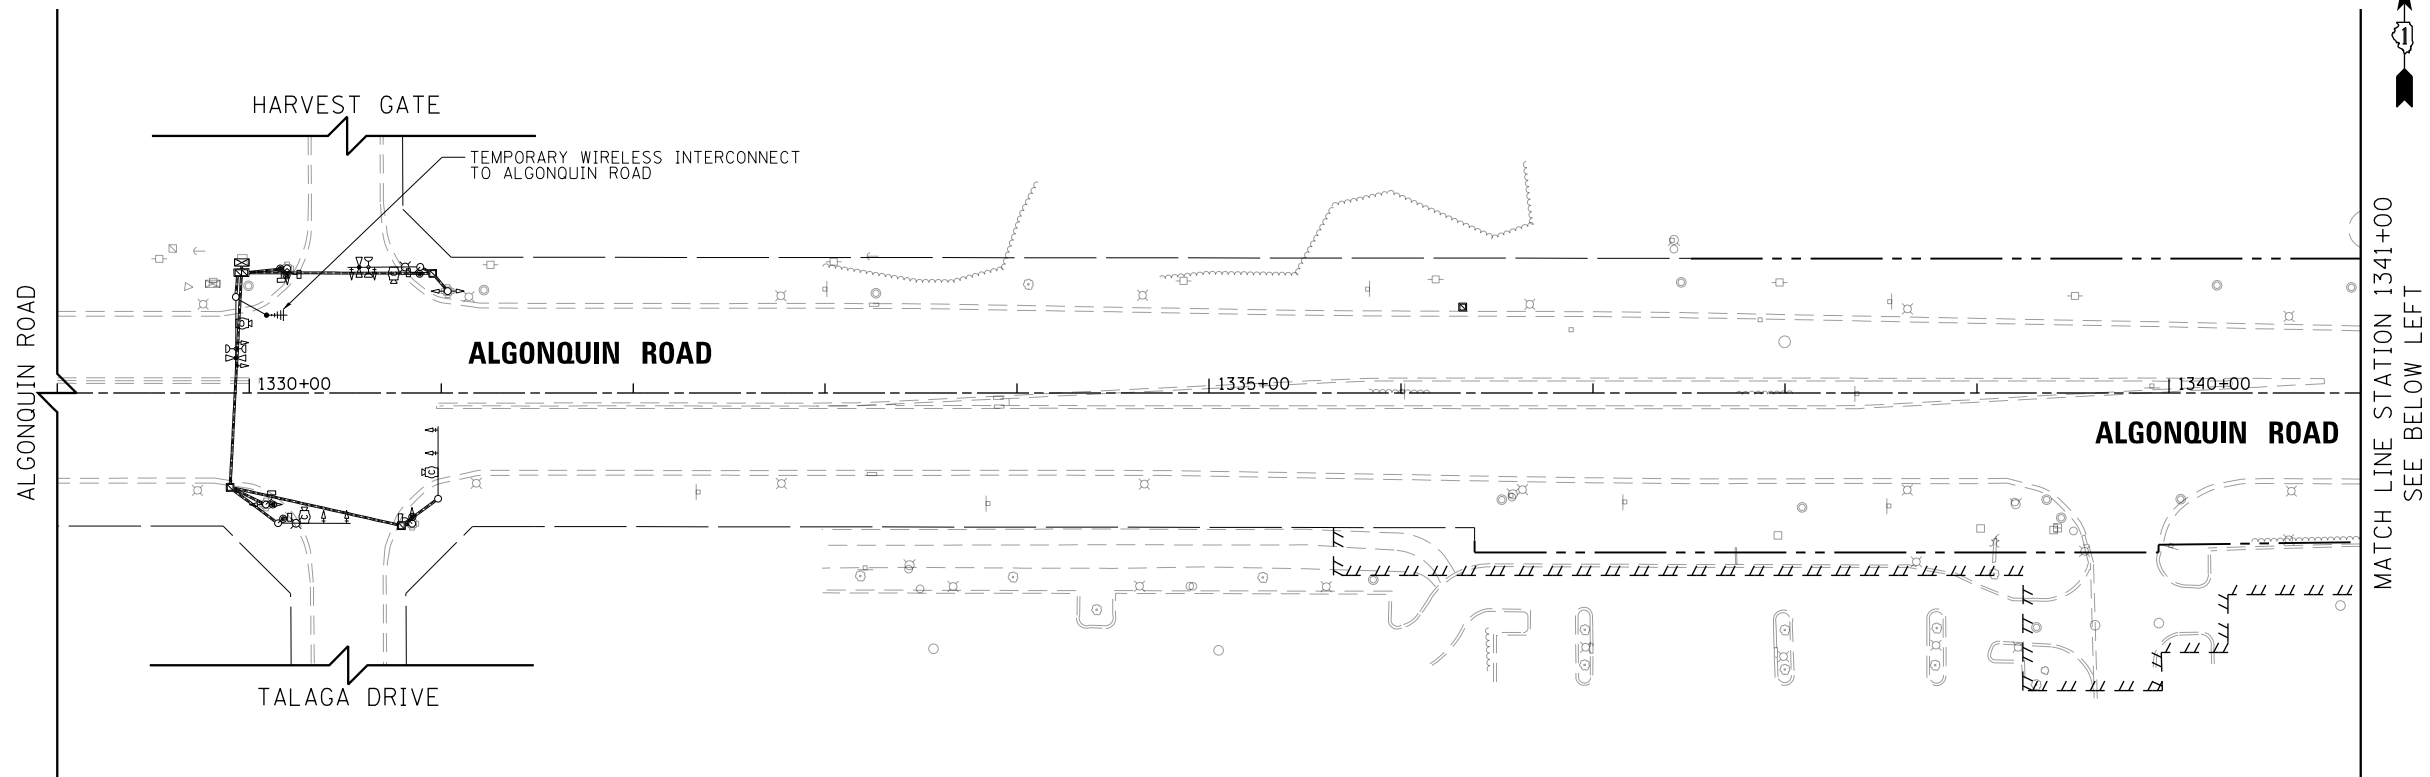 HARVEST GATE
TEMPORARY WIRELESS INTERCONNECT
TO ALGONQUIN ROAD
ALGONQUIN ROAD
ALGONQUIN ROAD
1330+00
1335+00
1340+00
ALGONQUIN ROAD
TALAGA DRIVE
MATCH LINE STATION 1341+00
SEE BELOW LEFT
1